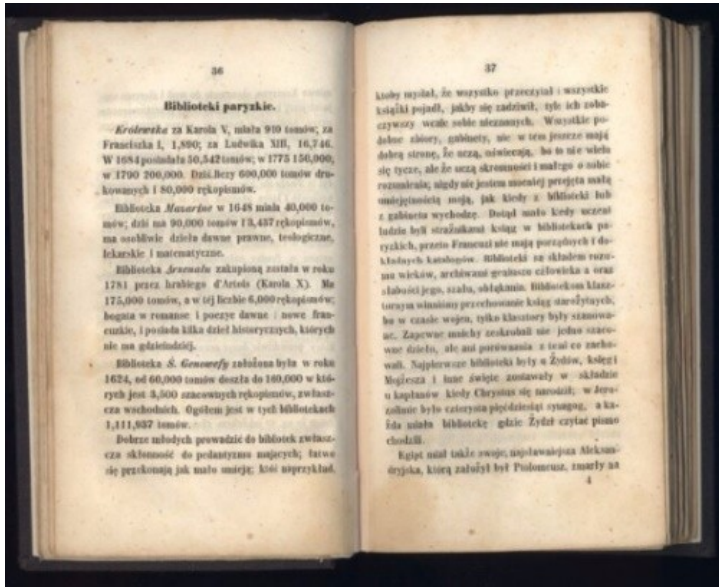 36
Biblioteki paryzkie.
Królewska za Karola V, miała 910 tomów; za
Franciszka I, 1,890; za Ludwika XIII, 16,746.
W 1684 posiadała 50,542 tomów; w 1775 150,000;
w 1790 200,000. Dziś liczy 600,000 tomów dru-
kowanych i 80,000 rękopismów.
Biblioteka Mazarine w 1648 miała 40,000 to-
mów; dziś ma 90,000 tomów i 3,437 rękopismów,
ma osobliwie dzieła dawne prawne, teologiczne,
lekarskie i matematyczne.
Biblioteka Arsenału zakupioną została w roku
1781 przez hrabiego d'Artois (Karola X). Ma
175,000 tomów, a w téj liczbie 6,000 rękopismów;
bogata w romanse i poezye dawne i nowe fran-
cuzkie, i posiada kilka dzieł historycznych, których
nie ma gdzieindziéj.
Biblioteka Ś. Genowefy założona była w roku
1624, od 60,000 tomów doszła do 160,000 w któ-
rych jest 3,500 szacownych rękopismów, zwłasz-
cza wschodnich. Ogółem jest w tych bibliotekach
1,111,937 tomów.
Dobrze młodych prowadzić do bibliotek zwłasz-
cza skłonność do pedantyzmu mających; łatwo
się przekonają jak mało umieją; któż naprzykład,
37
ktoby myślał, że wszystko przeczytał i wszystkie
książki pojadł, jakby się zadziwił, tyle ich zoba-
czywszy wcale sobie nieznanych. Wszystkie po-
dobne zbiory, gabinety, nie w tem jeszcze mają
dobrą stronę, że uczą, oświecają, bo to nie wielu
się tycze, ale że uczą skromności i małego o sobie
rozumienia; nigdy nie jestem mocniej przejęta małą
umiejętnością moją, jak kiedy z biblioteki lub
z gabinetu wychodzę. Dotąd mało kiedy uczeni
ludzie byli strażnikami ksiąg w bibliotekach pa-
ryzkich, przeto Francuzi nie mają porządnych i do-
kładnych katalogów. Biblioteki są składem rozu-
mu wieków, archiwami geniuszu człowieka a oraz
słabości jego, szału, obłąkania. Bibliotekom klasz-
tornym winniśmy przechowanie ksiąg starożytnych,
bo w czasie wojen, tylko klasztory były szanowa-
ne. Zapewne mnichy zeskrobali nie jedno szaco-
wne dzieło, ale ani porównania z tem co zacho-
wali. Najpierwsze biblioteki były u Żydów, księgi
Mojżesza i inne święte zostawały w składzie
u kapłanów kiedy Chrystus się narodził; w Jero-
zolimie było czterysta pięćdziesiąt synagog, a ka-
żda miała bibliotekę gdzie Żydzi czytać pismo
chodzili.
Egipt miał także swoje, najsławniejsza Aleksan-
dryjska, którą założył był Ptolomeusz, zmarły na
4